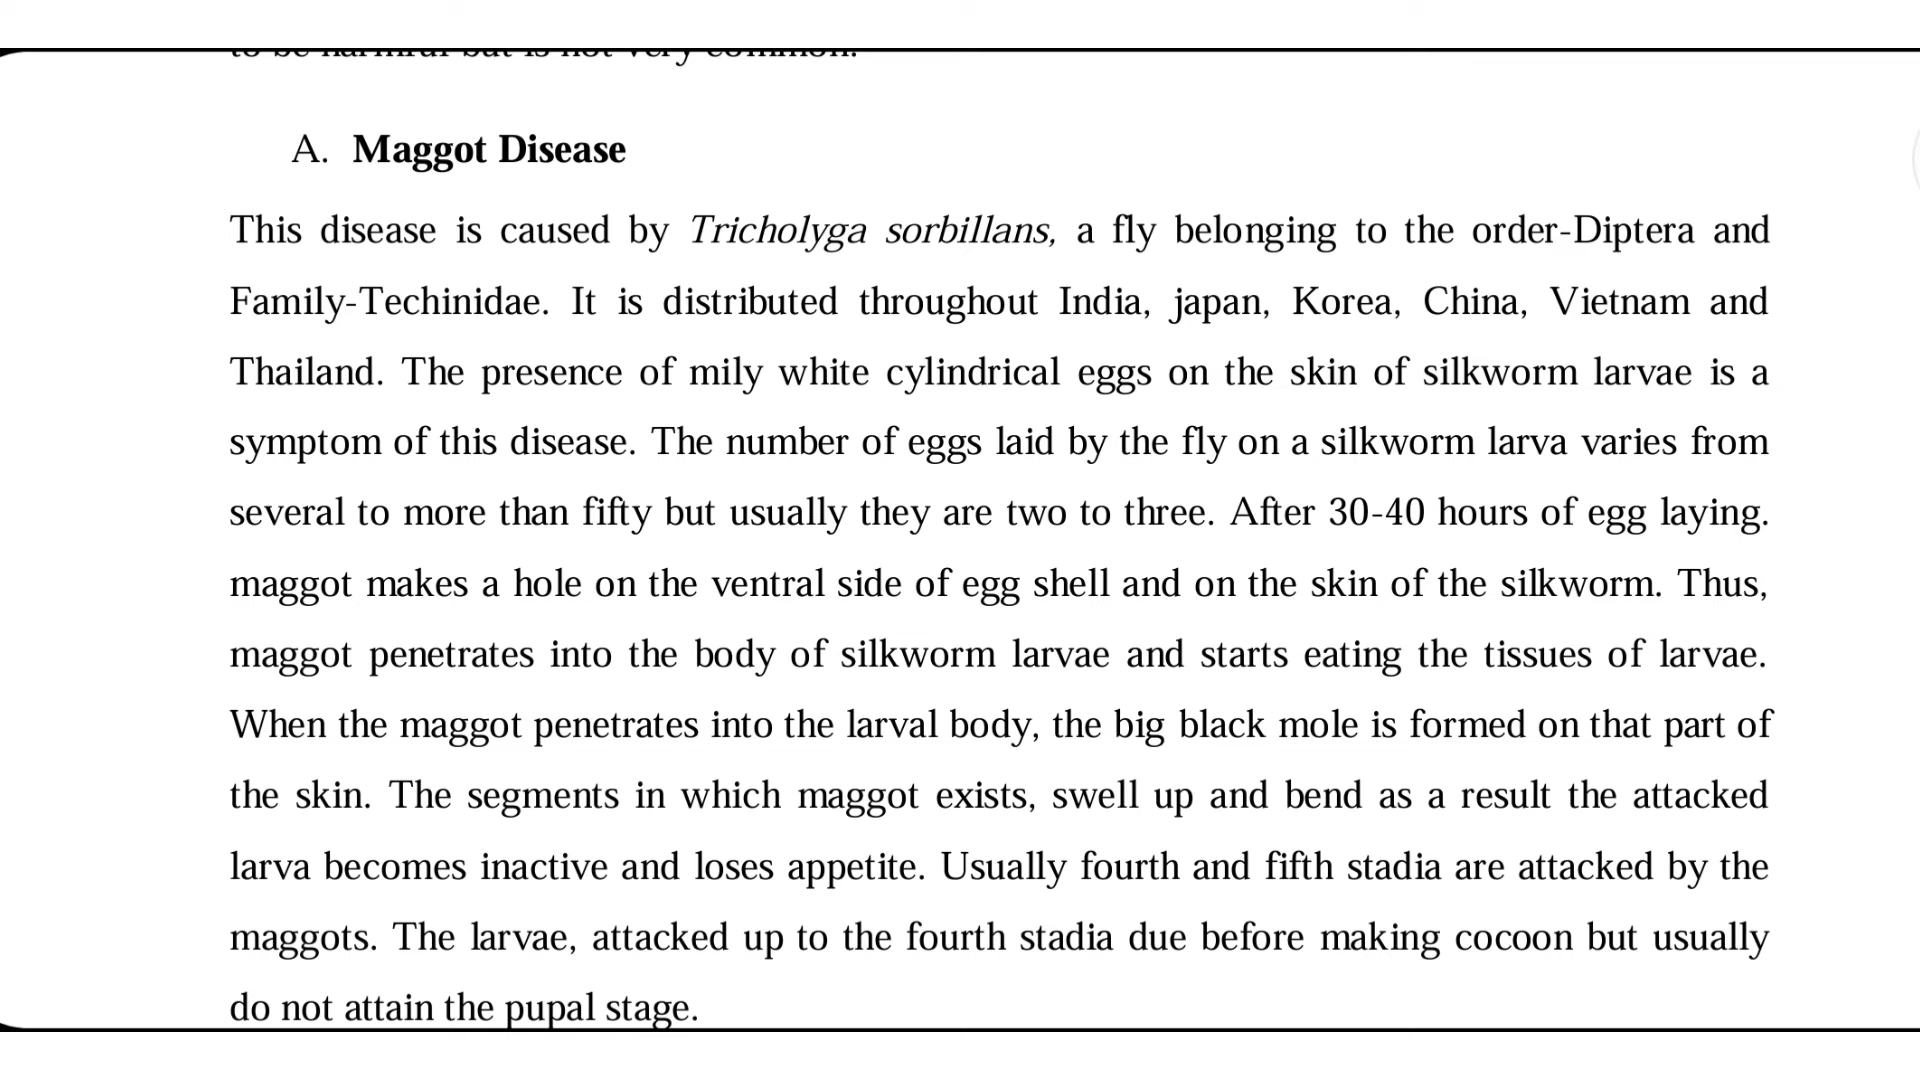 to be harmful but is not very common.
A. Maggot Disease
This disease is caused by Tricholyga sorbillans, a fly belonging to the order-Diptera and
Family-Techinidae. It is distributed throughout India, japan, Korea, China, Vietnam and
Thailand. The presence of mily white cylindrical eggs on the skin of silkworm larvae is a
symptom of this disease. The number of eggs laid by the fly on a silkworm larva varies from
several to more than fifty but usually they are two to three. After 30-40 hours of egg laying.
maggot makes a hole on the ventral side of egg shell and on the skin of the silkworm. Thus,
maggot penetrates into the body of silkworm larvae and starts eating the tissues of larvae.
When the maggot penetrates into the larval body, the big black mole is formed on that part of
the skin. The segments in which maggot exists, swell up and bend as a result the attacked
larva becomes inactive and loses appetite. Usually fourth and fifth stadia are attacked by the
maggots. The larvae, attacked up to the fourth stadia due before making cocoon but usually
do not attain the pupal stage.